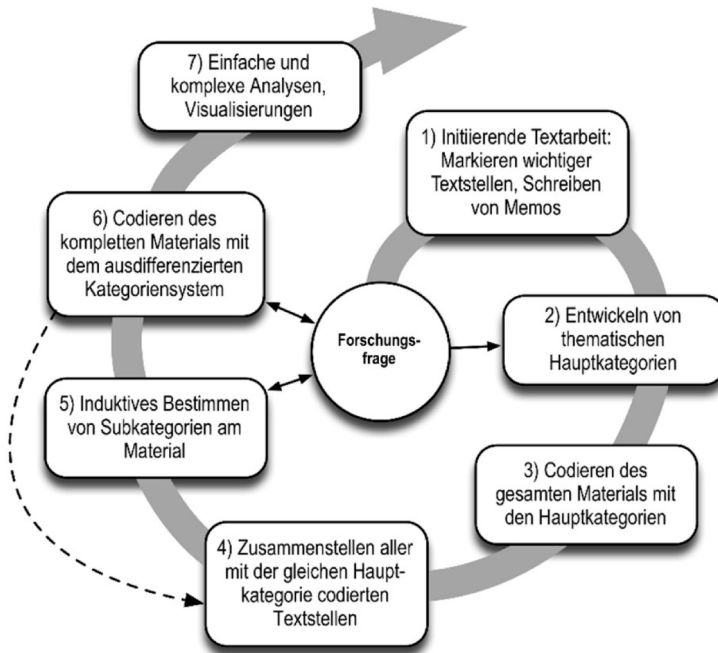 7) Einfache und
komplexe Analysen,
Visualisierungen
1) Initiierende Textarbeit:
Markieren wichtiger
Textstellen, Schreiben
von Memos
6) Codieren des
kompletten Materials mit
dem ausdifferenzierten
Kategoriensystem
Forschungs-
frage
2) Entwickeln von
thematischen
Hauptkategorien
5) Induktives Bestimmen
von Subkategorien am
Material
3) Codieren des
gesamten Materials mit
den Hauptkategorien
4) Zusammenstellen aller
mit der gleichen Haupt-
kategorie codierten
Textstellen